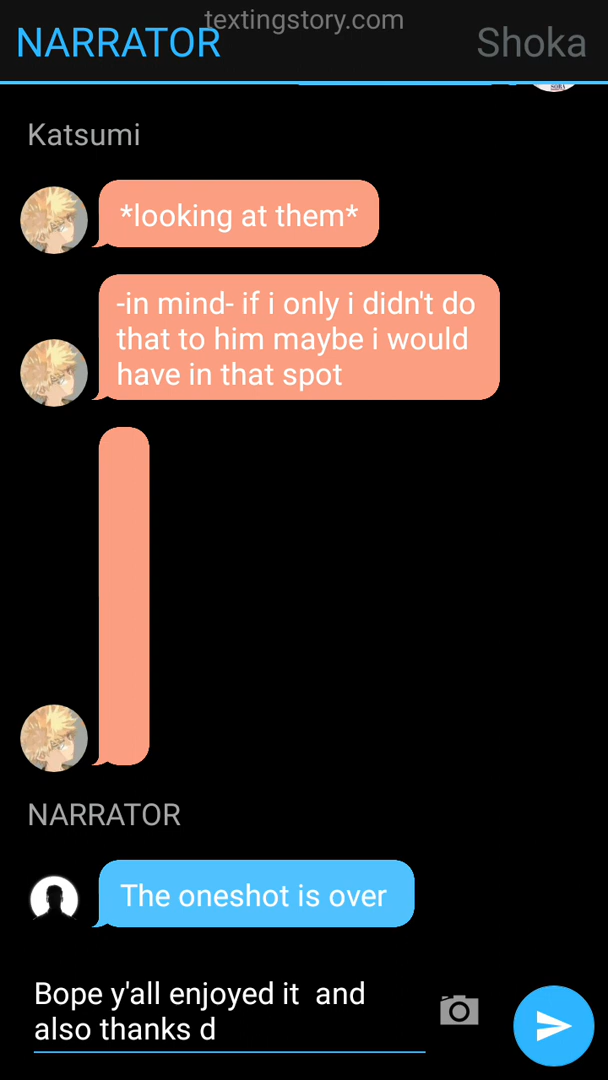 textingstory.com
NARRATOR
Shoka
Katsumi
*looking at them*
-in mind- if i only i didn't do
that to him maybe i would
have in that spot
NARRATOR
The oneshot is over
Bope y'all enjoyed it  and
also thanks d